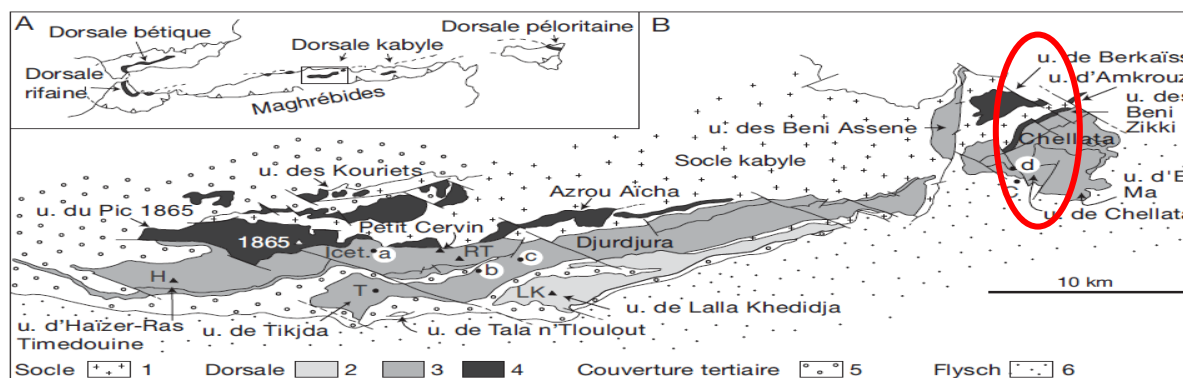 A
Dorsale bétique
Dorsale kabyle
Dorsale péloritaine
Dorsale rifaine
Maghrébides
B
u. de Berkaïss
u. d'Amkrouz
u. des Beni Zikki
u. des Beni Assene
Chellata
Socle kabyle
d
u. d'E
Ma
u. de Chellata
u. des Kouriets
Azrou Aïcha
u. du Pic 1865
Petit Cervin
1865
Icet.
a
RT
Djurdjura
c
b
H
T
LK
10 km
u. d'Haïzer-Ras Timedouine
u. de Tikjda
u. de Tala n'Tloulout
u. de Lalla Khedidja
Socle 1 Dorsale 2 3 4 Couverture tertiaire 5 Flysch 6